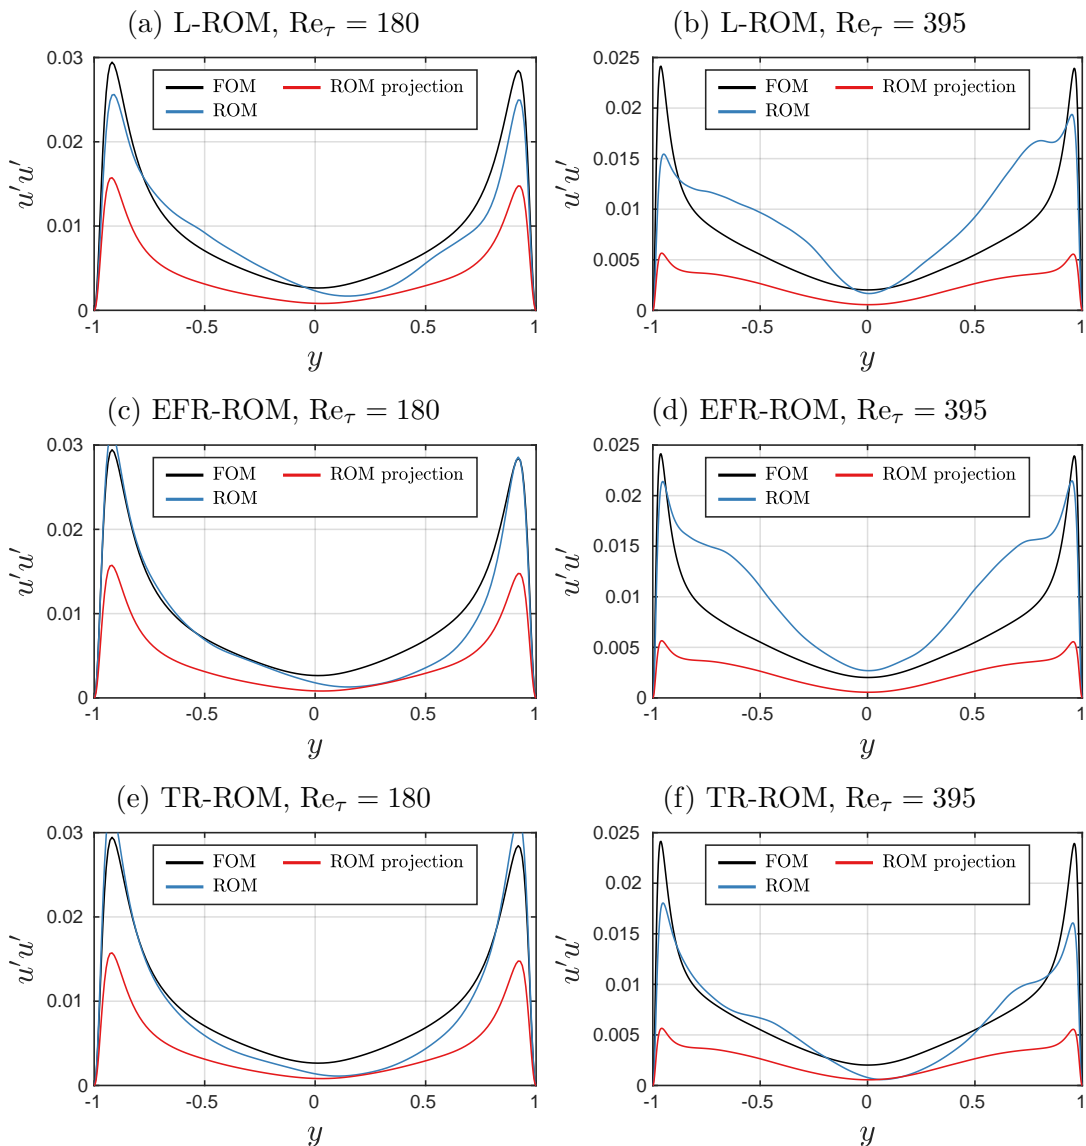 (a) L-ROM, Re_τ = 180
0.03
0.02
0.01
0
u′u′
FOM
ROM projection
ROM
-1 -0.5 0 0.5 1
y
(b) L-ROM, Re_τ = 395
0.025
0.02
0.015
0.01
0.005
0
u′u′
FOM
ROM projection
ROM
-1 -0.5 0 0.5 1
y
(c) EFR-ROM, Re_τ = 180
0.03
0.02
0.01
0
u′u′
FOM
ROM projection
ROM
-1 -0.5 0 0.5 1
y
(d) EFR-ROM, Re_τ = 395
0.025
0.02
0.015
0.01
0.005
0
u′u′
FOM
ROM projection
ROM
-1 -0.5 0 0.5 1
y
(e) TR-ROM, Re_τ = 180
0.03
0.02
0.01
0
u′u′
FOM
ROM projection
ROM
-1 -0.5 0 0.5 1
y
(f) TR-ROM, Re_τ = 395
0.025
0.02
0.015
0.01
0.005
0
u′u′
FOM
ROM projection
ROM
-1 -0.5 0 0.5 1
y